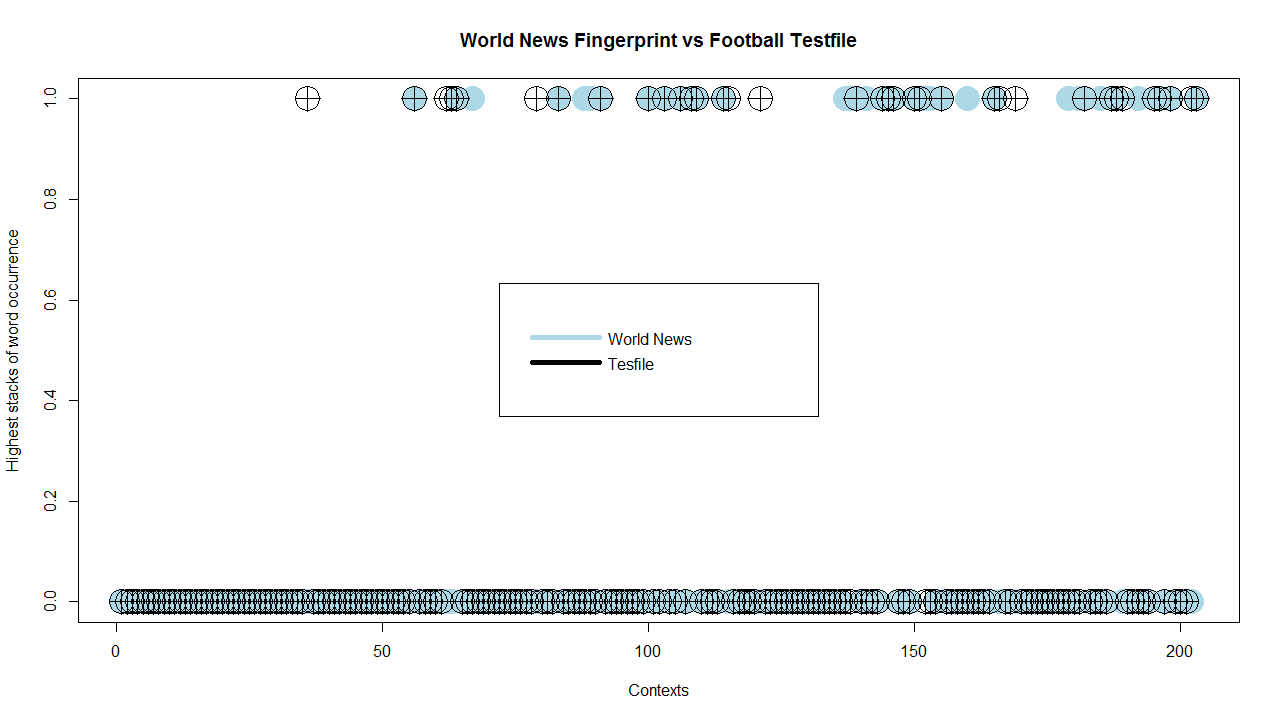 World News Fingerprint vs Football Testfile
Highest stacks of word occurrence
1.0
0.8
0.6
0.4
0.2
0.0
World News
Tesfile
0 50 100 150 200
Contexts